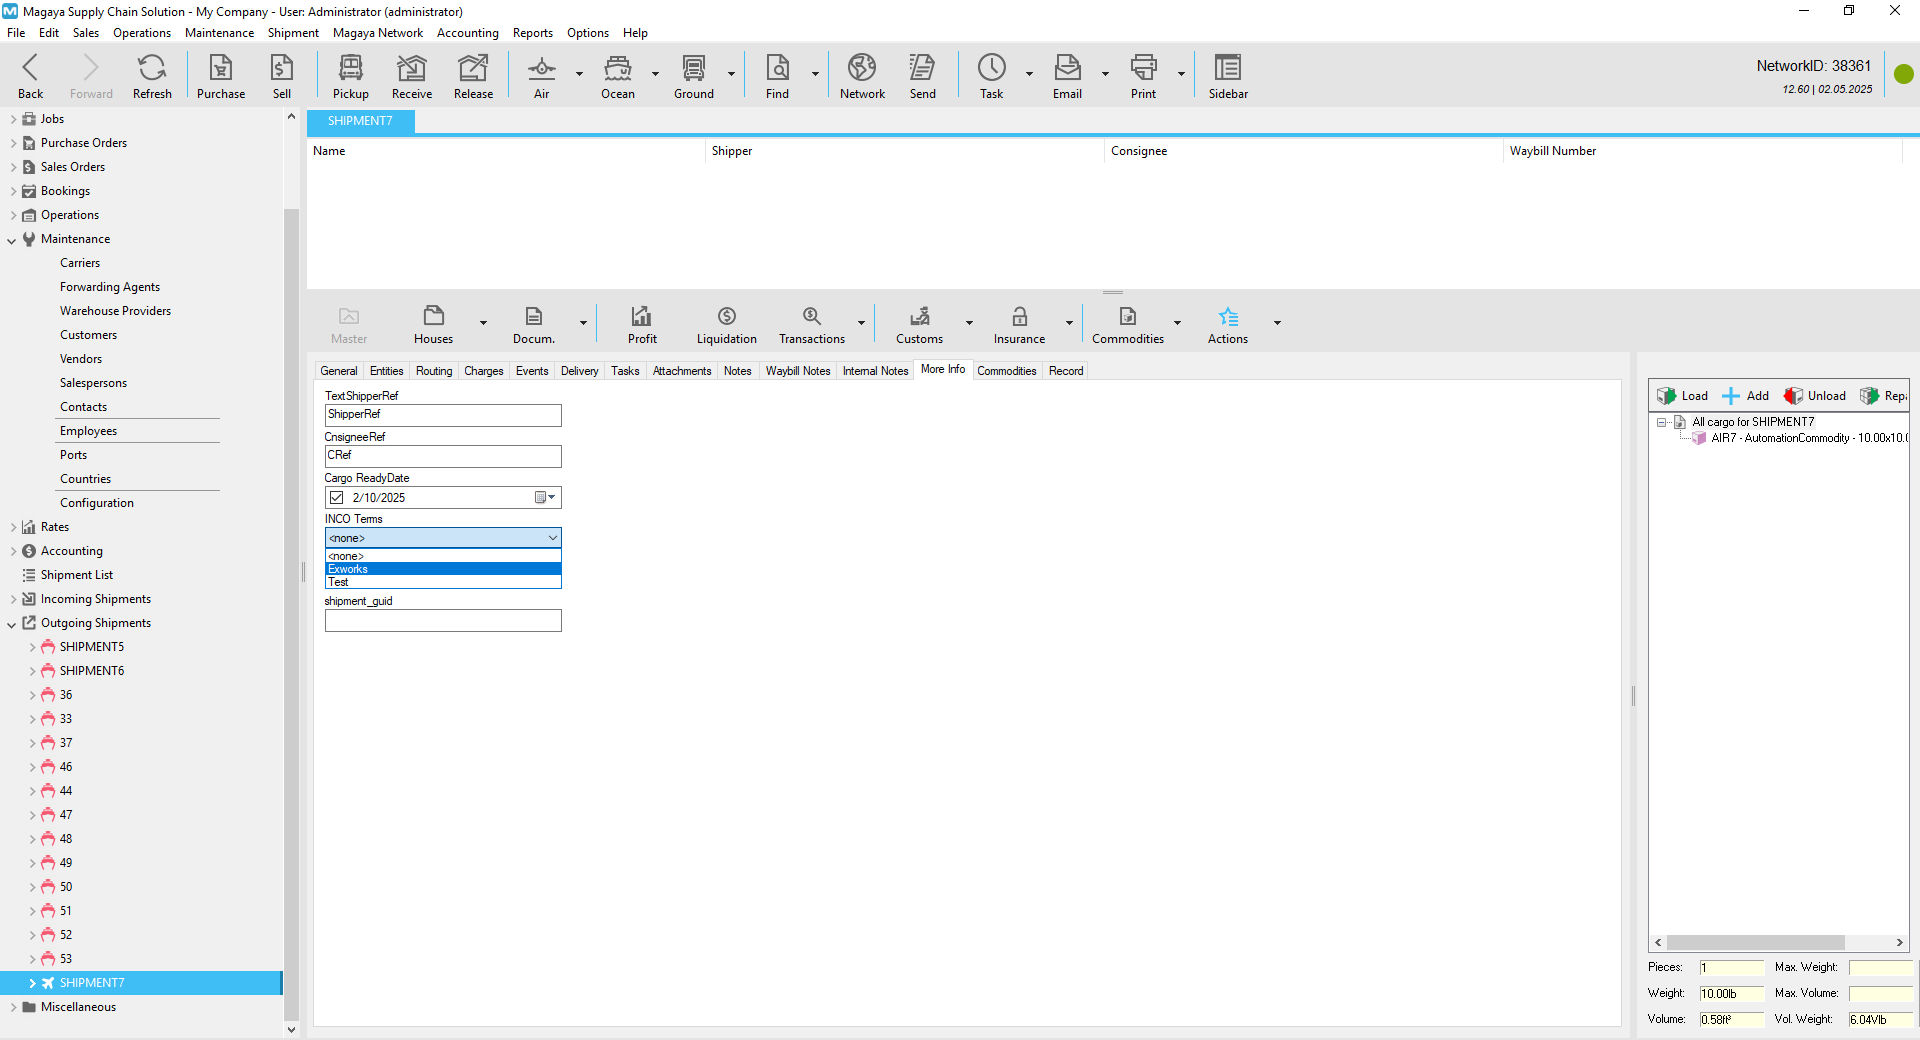 Magaya Supply Chain Solution - My Company - User: Administrator (administrator)
File Edit Sales Operations Maintenance Shipment Magaya Network Accounting Reports Options Help
Back Forward Refresh Purchase Sell Pickup Receive Release Air Ocean Ground Find Network Send Task Email Print Sidebar
NetworkID: 38361
12.60 | 02.05.2025
Jobs
Purchase Orders
Sales Orders
Bookings
Operations
Maintenance
Carriers
Forwarding Agents
Warehouse Providers
Customers
Vendors
Salespersons
Contacts
Employees
Ports
Countries
Configuration
Rates
Accounting
Shipment List
Incoming Shipments
Outgoing Shipments
SHIPMENT5
SHIPMENT6
36
33
37
46
44
47
48
49
50
51
52
53
SHIPMENT7
Miscellaneous
SHIPMENT7
Name Shipper Consignee Waybill Number
Master Houses Docum. Profit Liquidation Transactions Customs Insurance Commodities Actions
General Entities Routing Charges Events Delivery Tasks Attachments Notes Waybill Notes Internal Notes More Info Commodities Record
TextShipperRef
ShipperRef
CnsigneeRef
CRef
Cargo ReadyDate
2/10/2025
INCO Terms
<none>
<none>
Exworks
Test
shipment_guid
Load Add Unload Repa
All cargo for SHIPMENT7
AIR7 - AutomationCommodity - 10.00x10.0
Pieces: 1 Max. Weight:
Weight: 10.00lb Max. Volume:
Volume: 0.58ft³ Vol. Weight: 6.04Vlb